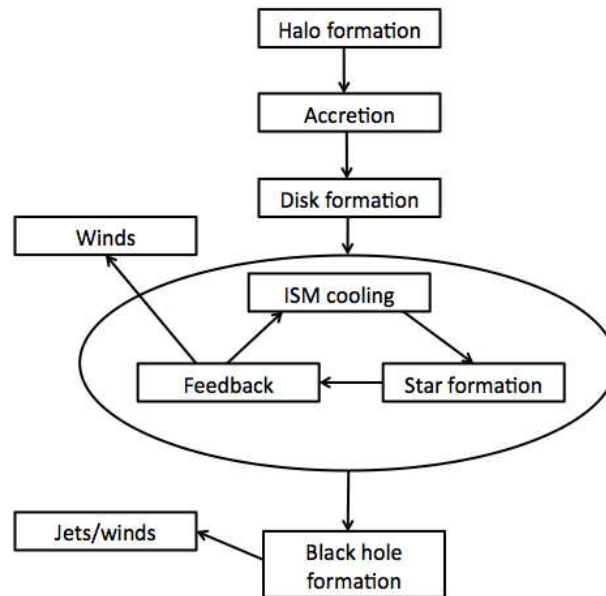 Halo formation
Accretion
Disk formation
Winds
ISM cooling
Feedback
Star formation
Jets/winds
Black hole
formation